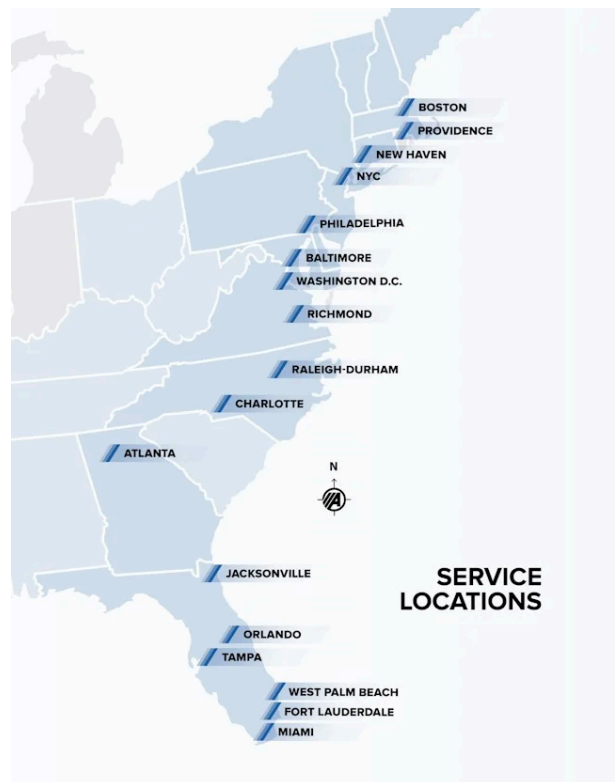 BOSTON
PROVIDENCE
NEW HAVEN
NYC
PHILADELPHIA
BALTIMORE
WASHINGTON D.C.
RICHMOND
RALEIGH-DURHAM
CHARLOTTE
ATLANTA
N
JACKSONVILLE
SERVICE
LOCATIONS
ORLANDO
TAMPA
WEST PALM BEACH
FORT LAUDERDALE
MIAMI